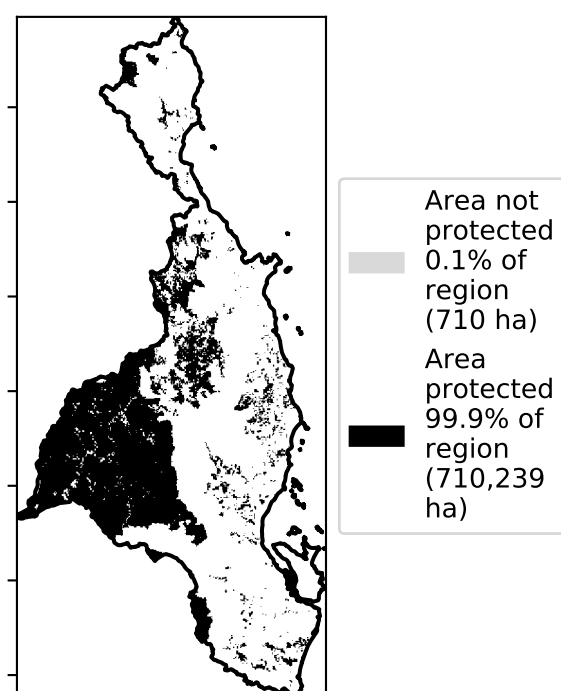 Area not
protected
0.1% of
region
(710 ha)
Area
protected
99.9% of
region
(710,239
ha)